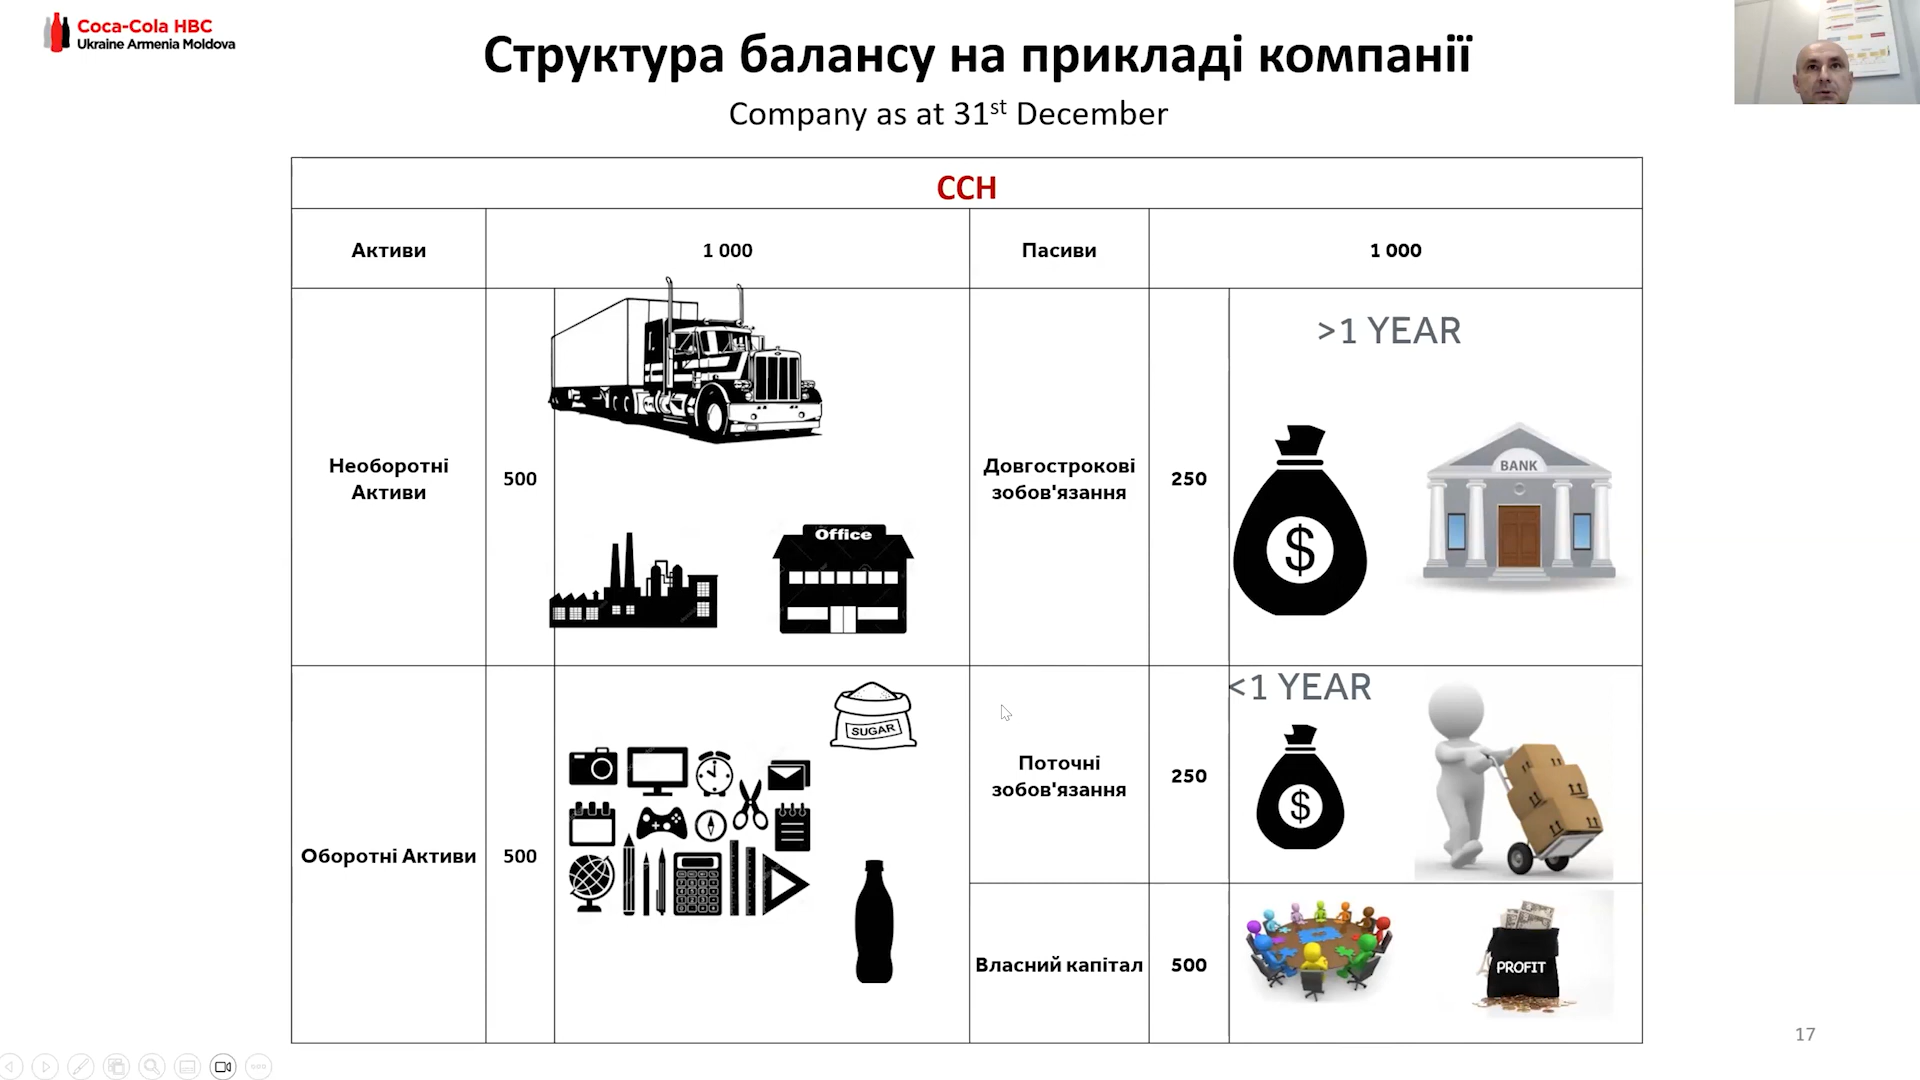 Coca-Cola HBC
Ukraine Armenia Moldova
Структура балансу на прикладі компанії
Company as at 31st December
ССН
Активи
1 000
Пасиви
1 000
Необоротні
Активи
500
Office
Довгострокові
зобов'язання
250
>1 YEAR
$
BANK
Оборотні Активи
500
SUGAR
Поточні
зобов'язання
250
<1 YEAR
$
Власний капітал
500
PROFIT
17